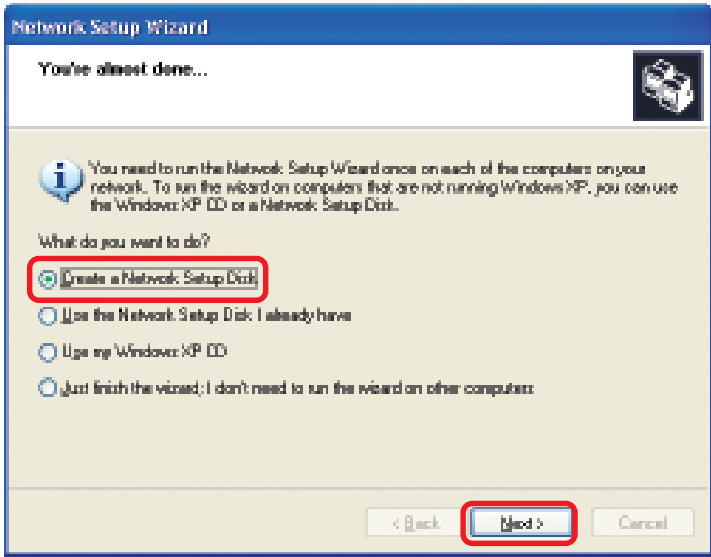 Network Setup Wizard
You're almost done...
You need to run the Network Setup Wizard once on each of the computers on your
network. To run the wizard on computers that are not running Windows XP, you can use
the Windows XP CD or a Network Setup Disk.
What do you want to do?
Create a Network Setup Disk
Use the Network Setup Disk I already have
Use my Windows XP CD
Just finish the wizard; I don't need to run the wizard on other computers
< Back
Next >
Cancel